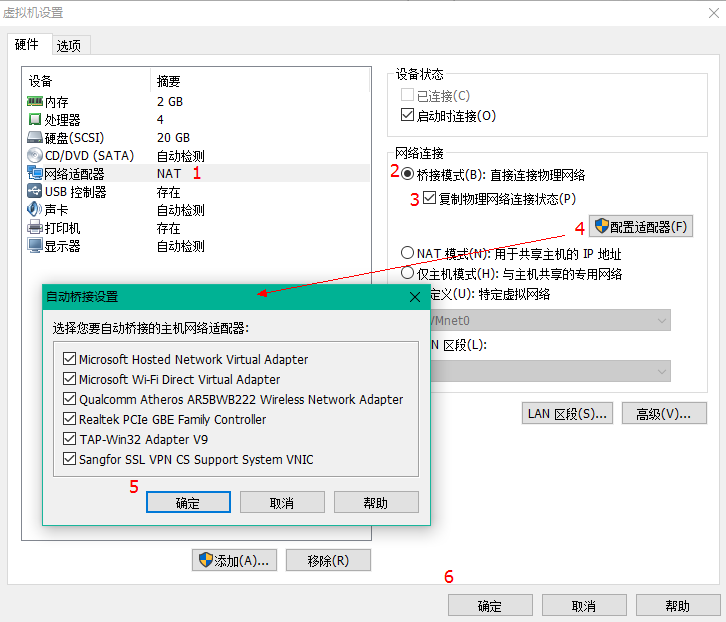 虚拟机设置
硬件 选项
设备 摘要
内存 2 GB
处理器 4
硬盘(SCSI) 20 GB
CD/DVD (SATA) 自动检测
网络适配器 NAT 1
USB 控制器 存在
声卡 自动检测
打印机 存在
显示器 自动检测
设备状态
已连接(C)
启动时连接(O)
网络连接
2 桥接模式(B): 直接连接物理网络
3 复制物理网络连接状态(P)
4 配置适配器(F)
NAT 模式(N): 用于共享主机的 IP 地址
仅主机模式(H): 与主机共享的专用网络
定义(U): 特定虚拟网络
VMnet0
N 区段(L):
LAN 区段(S)... 高级(V)...
自动桥接设置
选择您要自动桥接的主机网络适配器:
Microsoft Hosted Network Virtual Adapter
Microsoft Wi-Fi Direct Virtual Adapter
Qualcomm Atheros AR5BWB222 Wireless Network Adapter
Realtek PCIe GBE Family Controller
TAP-Win32 Adapter V9
Sangfor SSL VPN CS Support System VNIC
5 确定 取消 帮助
添加(A)... 移除(R)
6 确定 取消 帮助